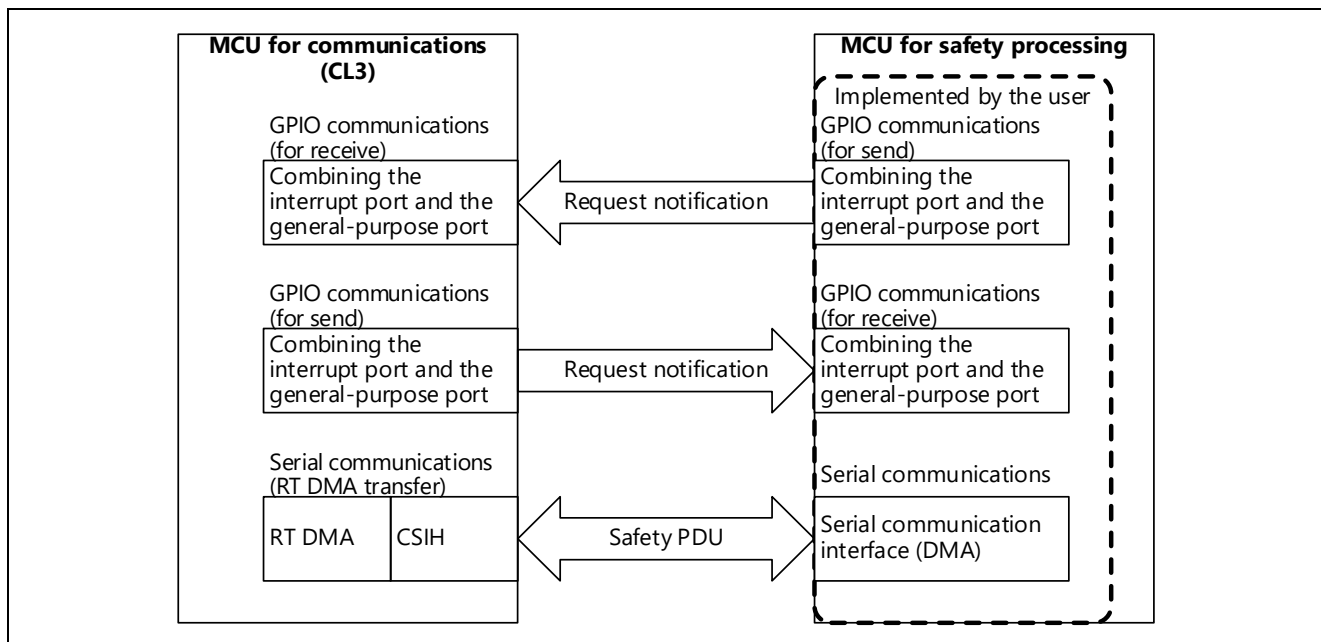 MCU for communications
(CL3)
GPIO communications
(for receive)
Combining the
interrupt port and the
general-purpose port
GPIO communications
(for send)
Combining the
interrupt port and the
general-purpose port
Serial communications
(RT DMA transfer)
RT DMA
CSIH
Request notification
Request notification
Safety PDU
MCU for safety processing
Implemented by the user
GPIO communications
(for send)
Combining the
interrupt port and the
general-purpose port
GPIO communications
(for receive)
Combining the
interrupt port and the
general-purpose port
Serial communications
Serial communication
interface (DMA)